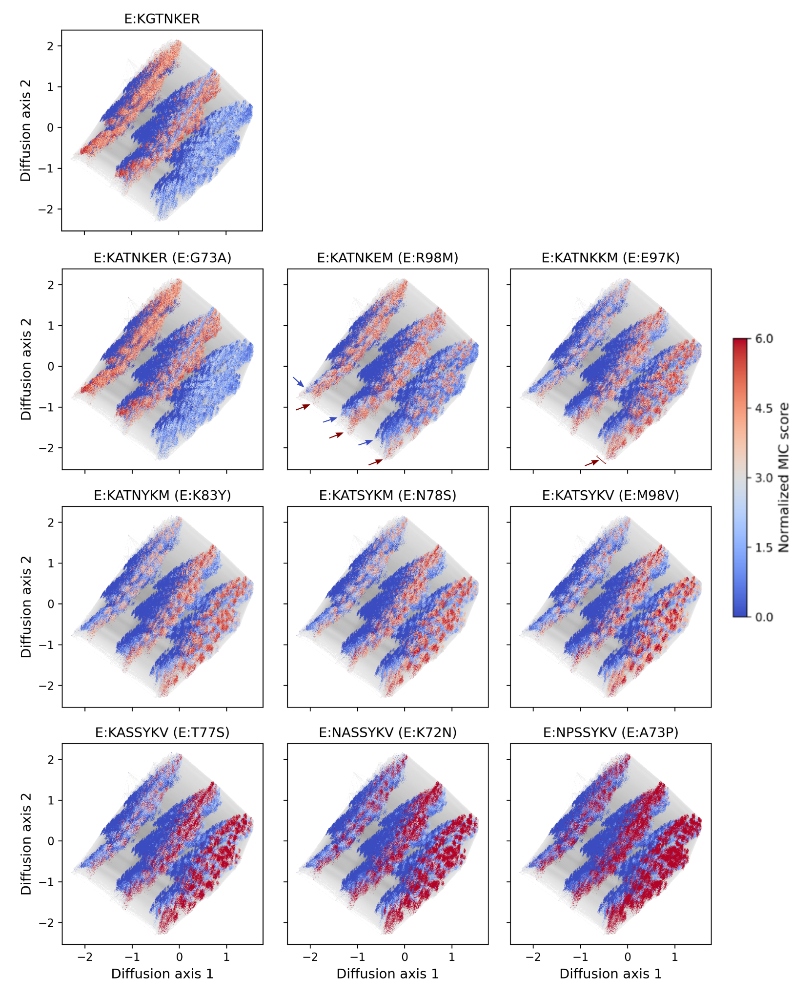 E:KGTNKER
2
1
0
−1
−2
Diffusion axis 2
E:KATNKER (E:G73A)
E:KATNKEM (E:R98M)
E:KATNKKM (E:E97K)
2
1
0
−1
−2
Diffusion axis 2
6.0
4.5
3.0
1.5
0.0
Normalized MIC score
E:KATNYKM (E:K83Y)
E:KATSYKM (E:N78S)
E:KATSYKV (E:M98V)
2
1
0
−1
−2
Diffusion axis 2
E:KASSYKV (E:T77S)
E:NASSYKV (E:K72N)
E:NPSSYKV (E:A73P)
2
1
0
−1
−2
Diffusion axis 2
−2 −1 0 1
−2 −1 0 1
−2 −1 0 1
Diffusion axis 1
Diffusion axis 1
Diffusion axis 1